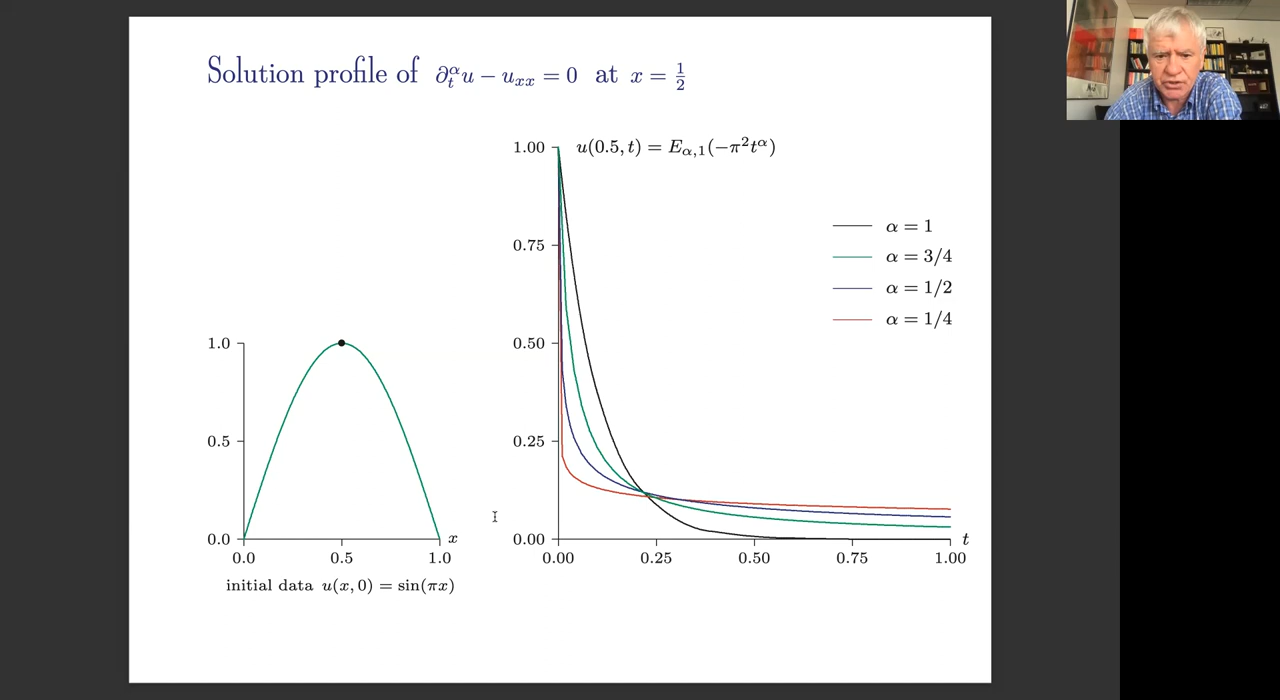 Solution profile of ∂ₜᵅu − uₓₓ = 0 at x = 1/2
1.00
u(0.5, t) = E_{α,1}(−π²t^α)
α = 1
0.75
α = 3/4
α = 1/2
α = 1/4
1.0
0.50
0.5
0.25
0.0
x
0.00
t
0.0 0.5 1.0
0.00 0.25 0.50 0.75 1.00
initial data u(x, 0) = sin(πx)